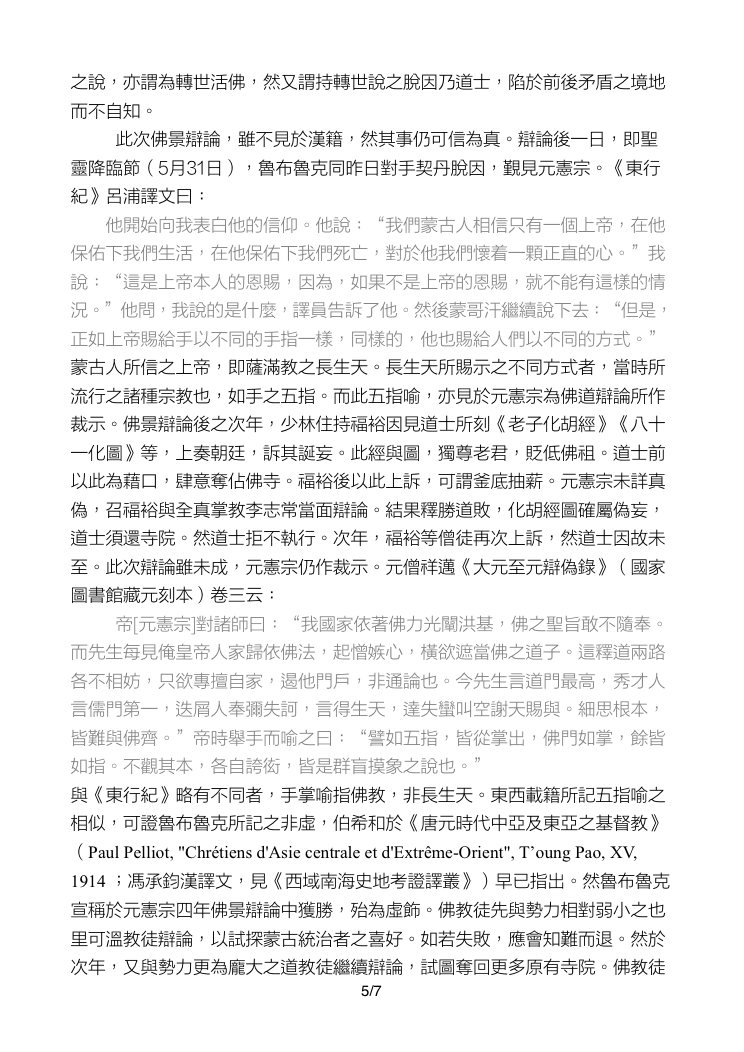 之說，亦謂為轉世活佛，然又謂持轉世說之脫因乃道士，陷於前後矛盾之境地
而不自知。
此次佛景辯論，雖不見於漢籍，然其事仍可信為真。辯論後一日，即聖
靈降臨節（5月31日），魯布魯克同昨日對手契丹脫因，覲見元憲宗。《東行
紀》呂浦譯文曰：
他開始向我表白他的信仰。他說：“我們蒙古人相信只有一個上帝，在他
保佑下我們生活，在他保佑下我們死亡，對於他我們懷着一顆正直的心。”我
說：“這是上帝本人的恩賜，因為，如果不是上帝的恩賜，就不能有這樣的情
況。”他問，我說的是什麼，譯員告訴了他。然後蒙哥汗繼續說下去：“但是，
正如上帝賜給手以不同的手指一樣，同樣的，他也賜給人們以不同的方式。”
蒙古人所信之上帝，即薩滿教之長生天。長生天所賜示之不同方式者，當時所
流行之諸種宗教也，如手之五指。而此五指喻，亦見於元憲宗為佛道辯論所作
裁示。佛景辯論後之次年，少林住持福裕因見道士所刻《老子化胡經》《八十
一化圖》等，上奏朝廷，訴其誕妄。此經與圖，獨尊老君，貶低佛祖。道士前
以此為藉口，肆意奪佔佛寺。福裕後以此上訴，可謂釜底抽薪。元憲宗未詳真
偽，召福裕與全真掌教李志常當面辯論。結果釋勝道敗，化胡經圖確屬偽妄，
道士須還寺院。然道士拒不執行。次年，福裕等僧徒再次上訴，然道士因故未
至。此次辯論雖未成，元憲宗仍作裁示。元僧祥邁《大元至元辯偽錄》（國家
圖書館藏元刻本）卷三云：
帝[元憲宗]對諸師曰：“我國家依著佛力光闡洪基，佛之聖旨敢不隨奉。
而先生每見俺皇帝人家歸依佛法，起憎嫉心，橫欲遮當佛之道子。這釋道兩路
各不相妨，只欲專擅自家，遏他門戶，非通論也。今先生言道門最高，秀才人
言儒門第一，迭屑人奉彌失訶，言得生天，達失蠻叫空謝天賜與。細思根本，
皆難與佛齊。”帝時舉手而喻之曰：“譬如五指，皆從掌出，佛門如掌，餘皆
如指。不觀其本，各自誇衒，皆是群盲摸象之說也。”
與《東行紀》略有不同者，手掌喻指佛教，非長生天。東西載籍所記五指喻之
相似，可證魯布魯克所記之非虛，伯希和於《唐元時代中亞及東亞之基督教》
（Paul Pelliot, "Chrétiens d'Asie centrale et d'Extrême-Orient", T’oung Pao, XV,
1914 ；馮承鈞漢譯文，見《西域南海史地考證譯叢》）早已指出。然魯布魯克
宣稱於元憲宗四年佛景辯論中獲勝，殆為虛飾。佛教徒先與勢力相對弱小之也
里可溫教徒辯論，以試探蒙古統治者之喜好。如若失敗，應會知難而退。然於
次年，又與勢力更為龐大之道教徒繼續辯論，試圖奪回更多原有寺院。佛教徒
5/7